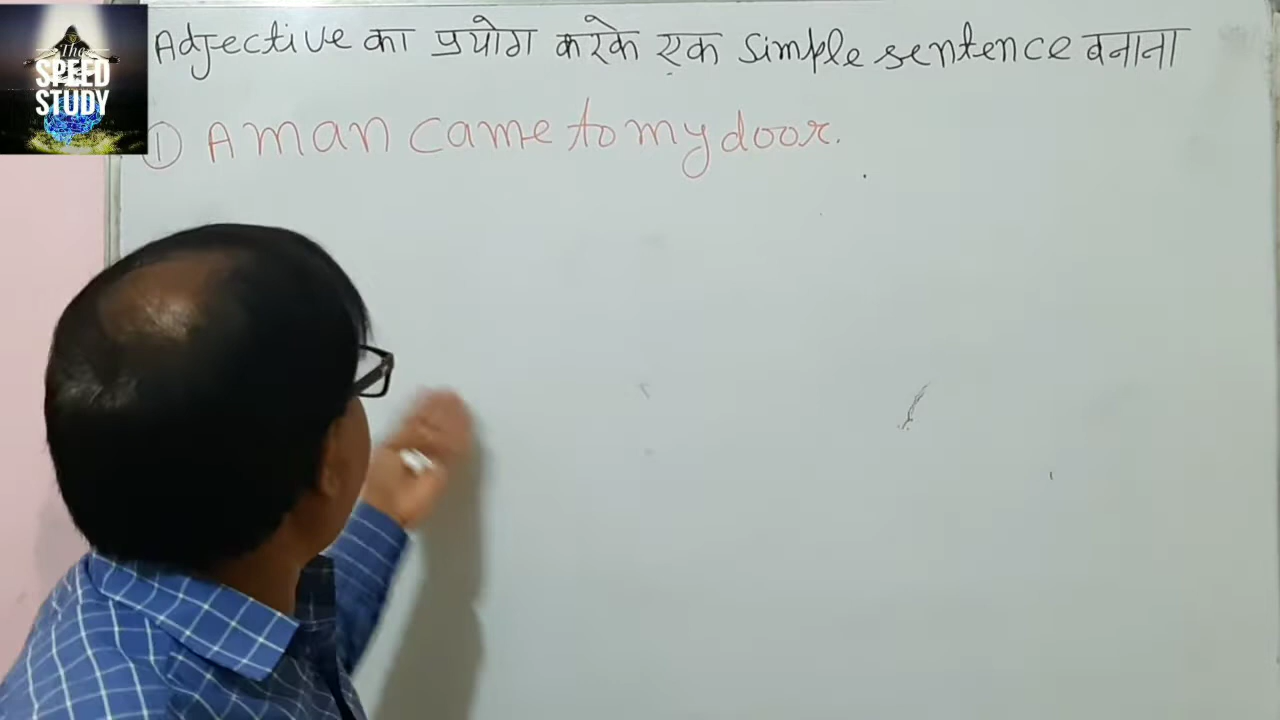 The
SPEED
STUDY
Adjective का प्रयोग करके एक simple sentence बनाना
① A man came to my door.